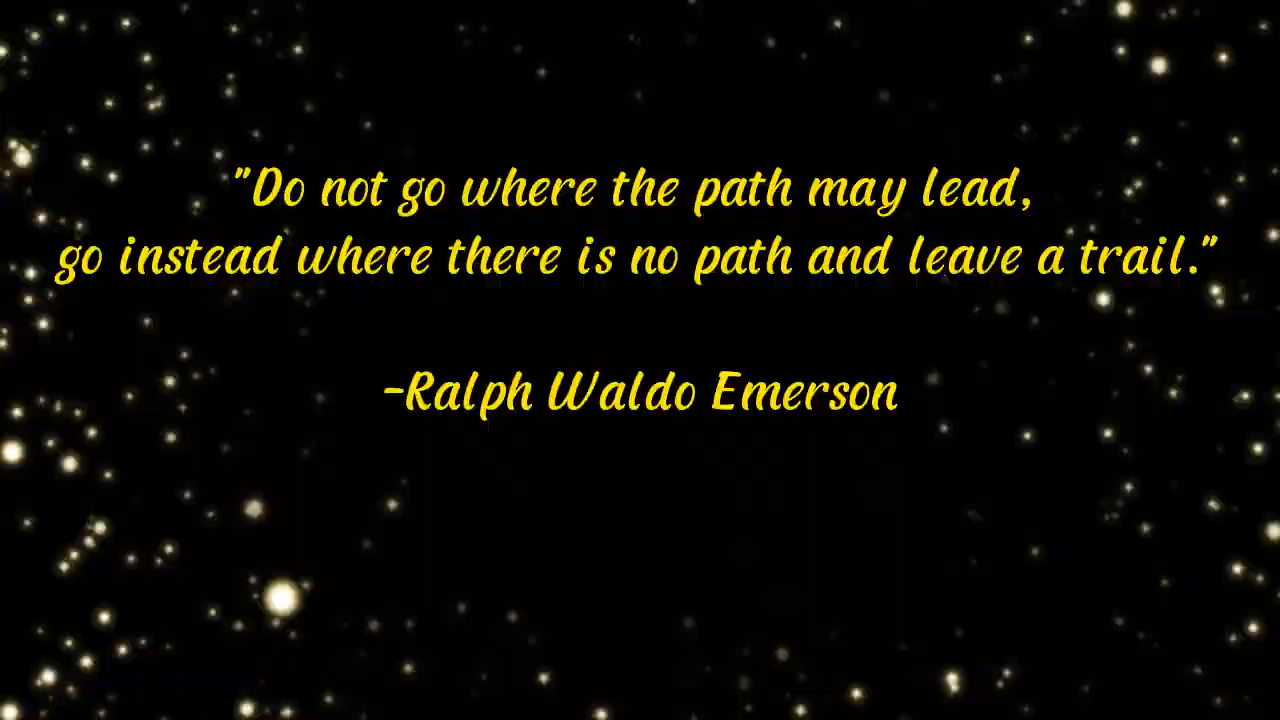 "Do not go where the path may lead,
go instead where there is no path and leave a trail."
-Ralph Waldo Emerson